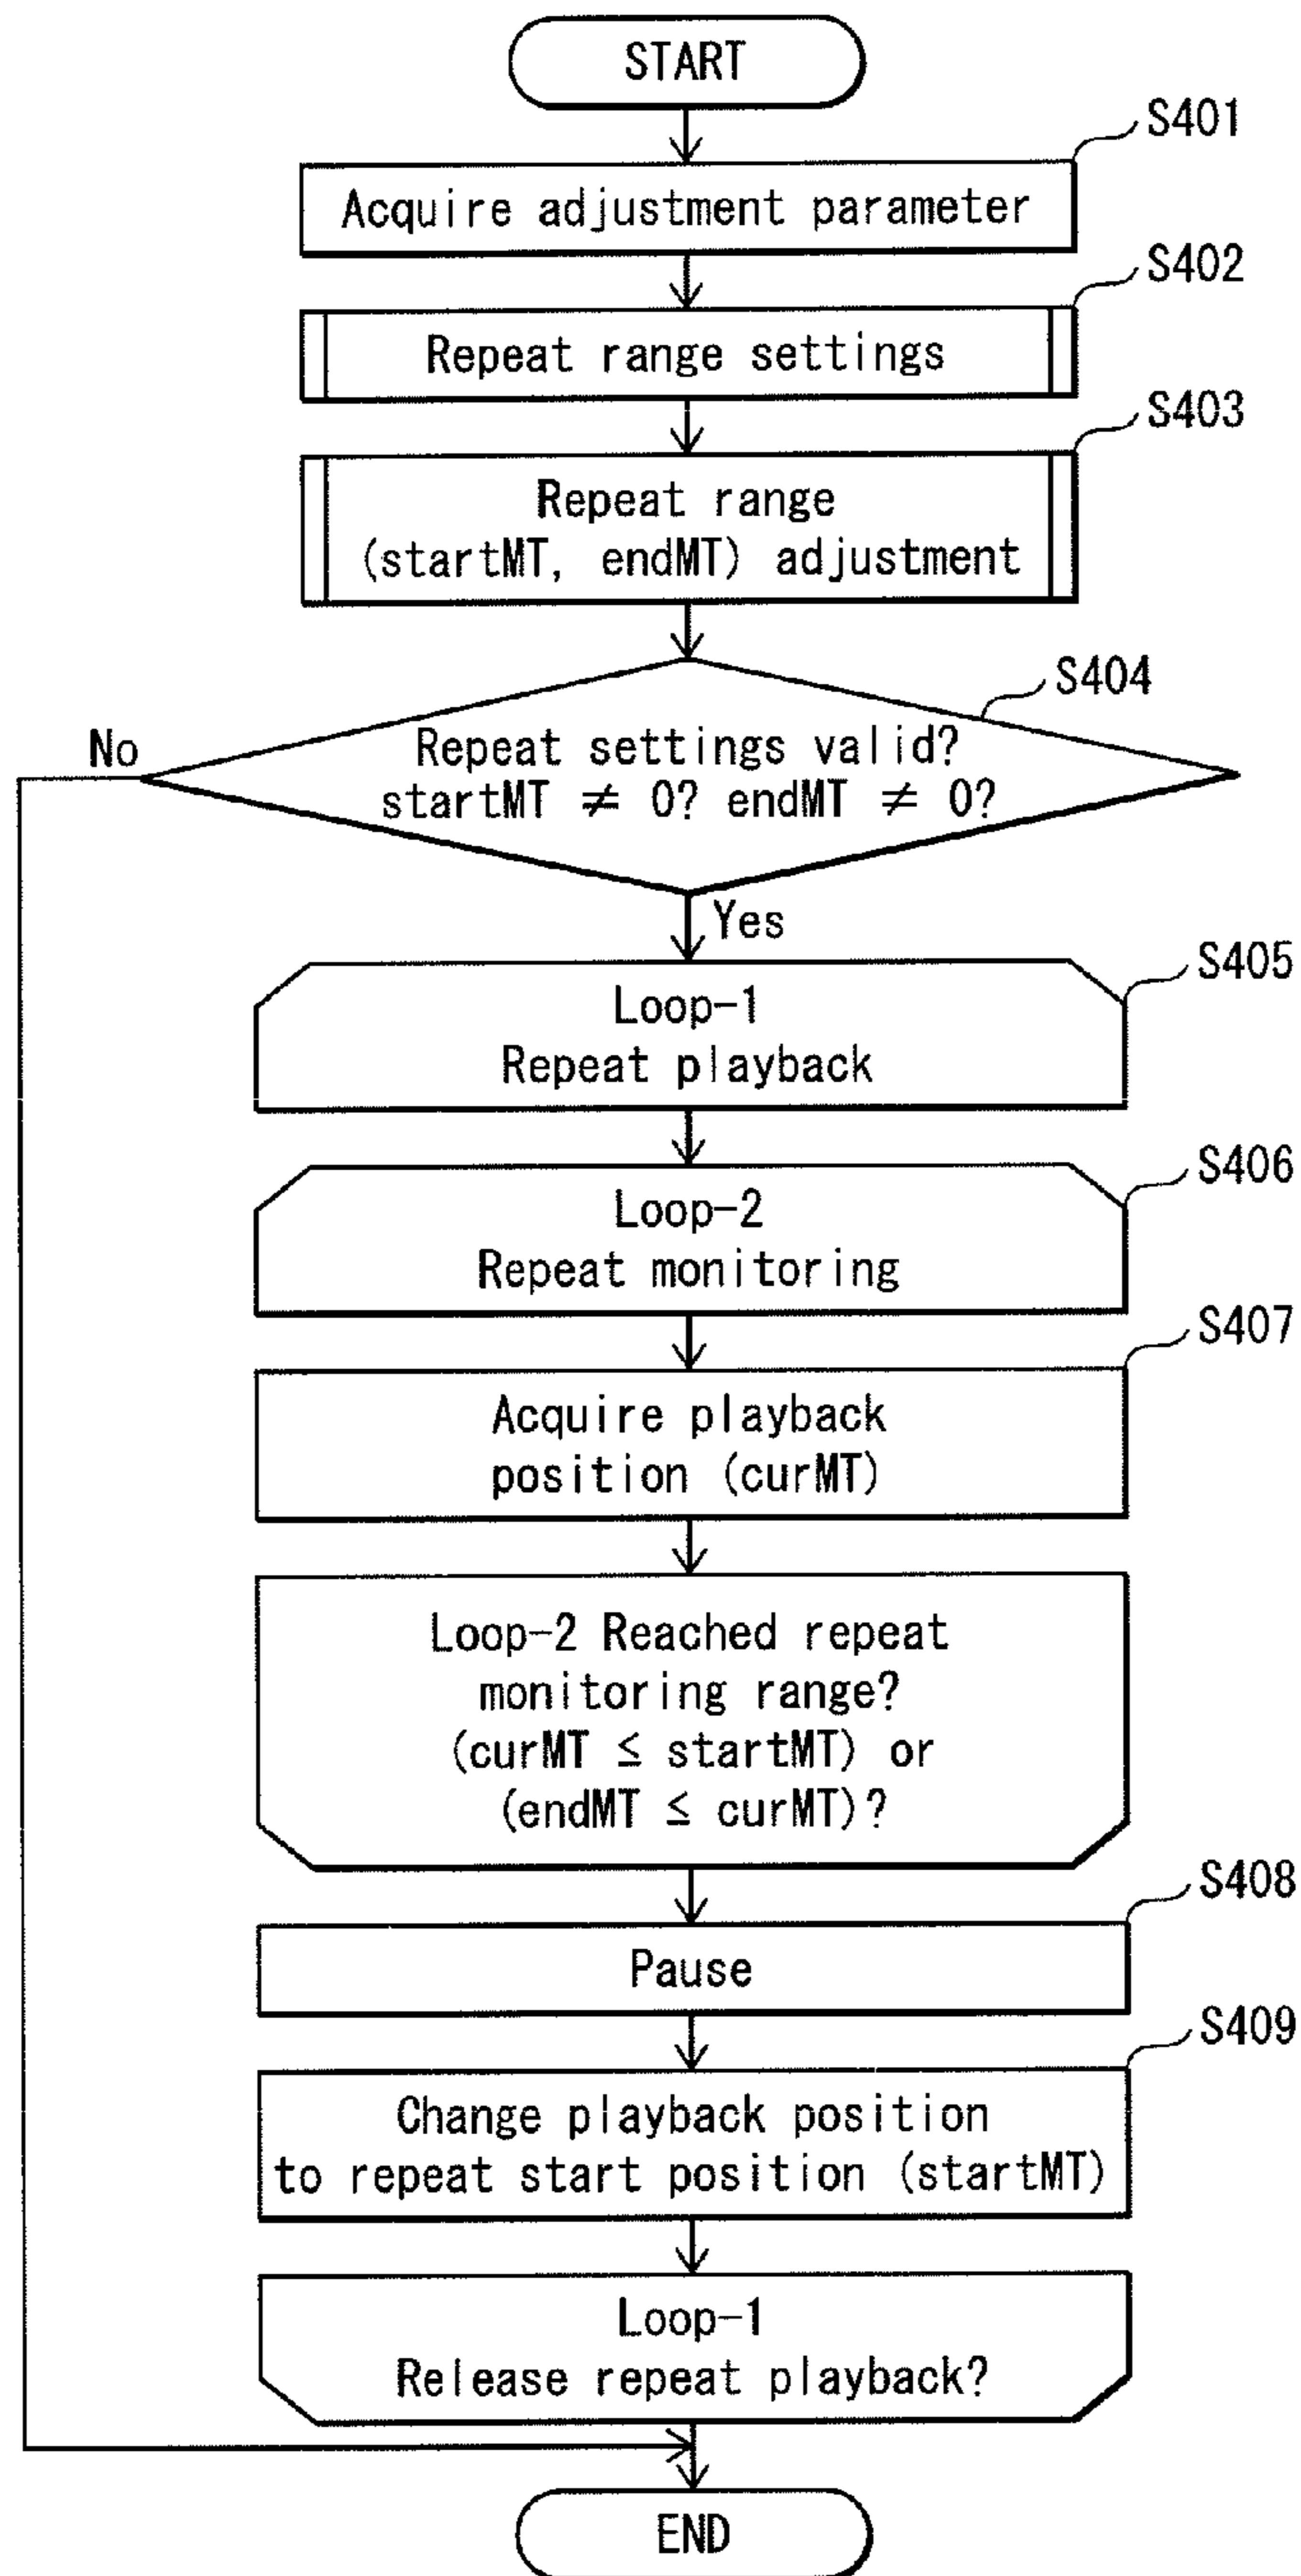 START
S401
Acquire adjustment parameter
S402
Repeat range settings
S403
Repeat range
(startMT, endMT) adjustment
S404
No
Repeat settings valid?
startMT ≠ 0? endMT ≠ 0?
Yes
S405
Loop-1
Repeat playback
S406
Loop-2
Repeat monitoring
S407
Acquire playback
position (curMT)
Loop-2 Reached repeat
monitoring range?
(curMT ≦ startMT) or
(endMT ≦ curMT)?
S408
Pause
S409
Change playback position
to repeat start position (startMT)
Loop-1
Release repeat playback?
END